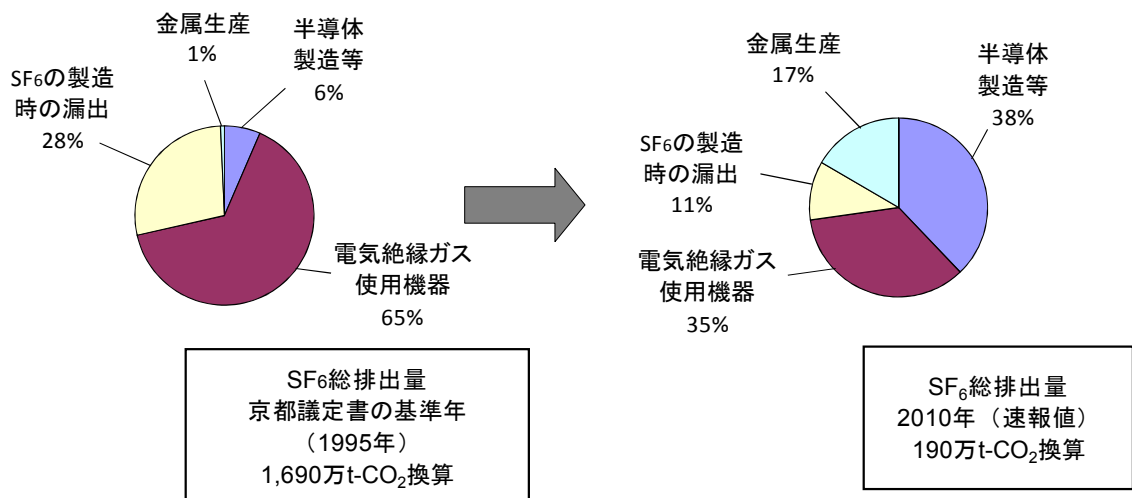 金属生産
1%
半導体
製造等
6%
SF6の製造
時の漏出
28%
電気絶縁ガス
使用機器
65%
SF6総排出量
京都議定書の基準年
（1995年）
1,690万t-CO₂換算
金属生産
17%
半導体
製造等
38%
SF₆の製造
時の漏出
11%
電気絶縁ガス
使用機器
35%
SF₆総排出量
2010年（速報値）
190万t-CO₂換算